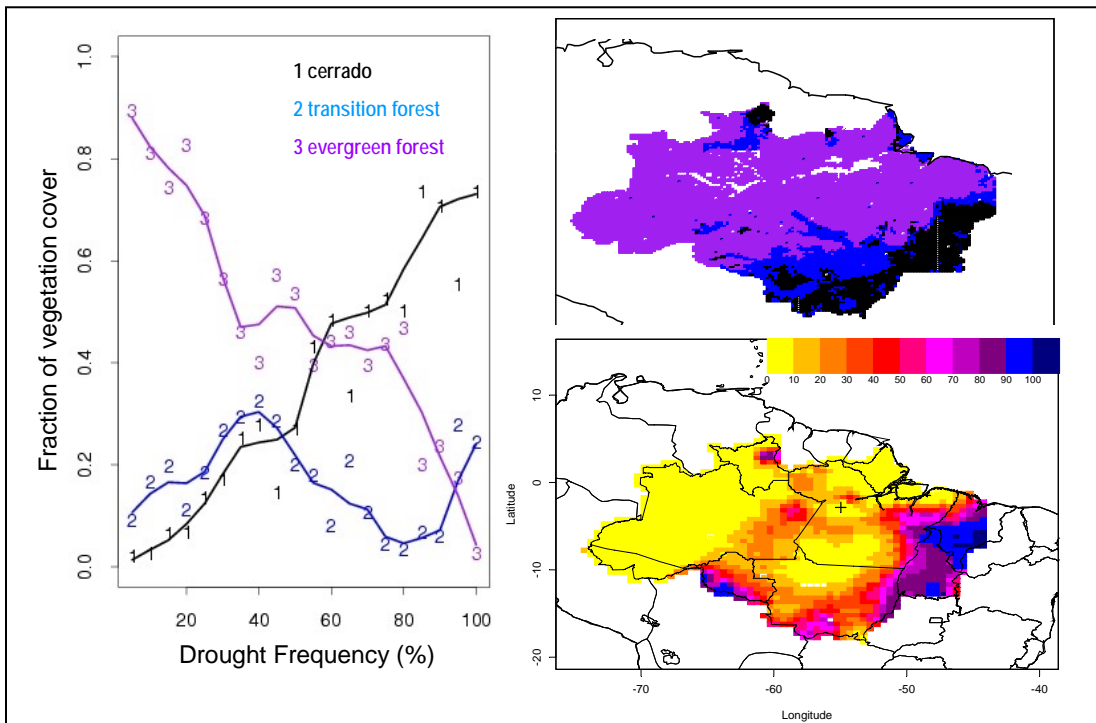 Fraction of vegetation cover
1.0
0.8
0.6
0.4
0.2
0.0
1 cerrado
2 transition forest
3 evergreen forest
20 40 60 80 100
Drought Frequency (%)
0 10 20 30 40 50 60 70 80 90 100
Latitude
10
0
-10
-20
-70 -60 -50 -40
Longitude